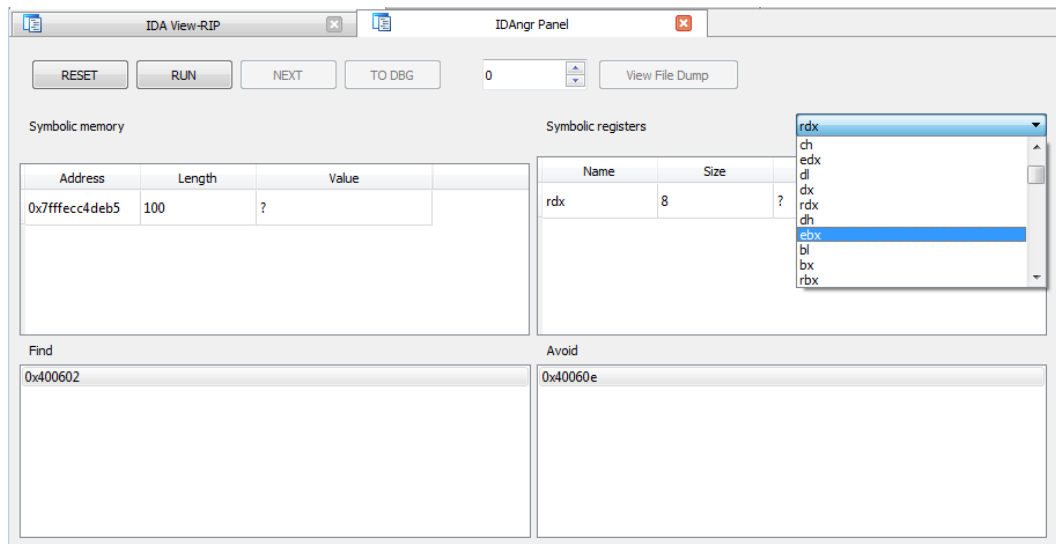 IDA View-RIP IDAngr Panel
RESET RUN NEXT TO DBG 0 View File Dump
Symbolic memory Symbolic registers rdx
ch
edx
dl
dx
rdx
dh
ebx
bl
bx
rbx
Address Length Value
0x7fffecc4deb5 100 ?
Name Size
rdx 8 ?
Find
0x400602
Avoid
0x40060e